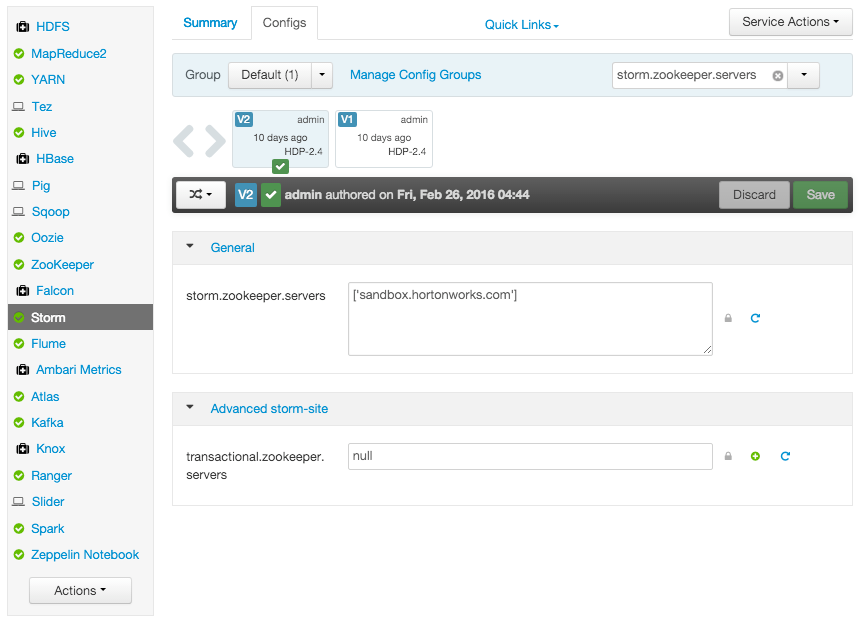 HDFS
MapReduce2
YARN
Tez
Hive
HBase
Pig
Sqoop
Oozie
ZooKeeper
Falcon
Storm
Flume
Ambari Metrics
Atlas
Kafka
Knox
Ranger
Slider
Spark
Zeppelin Notebook
Actions
Summary Configs Quick Links Service Actions
Group Default (1) Manage Config Groups storm.zookeeper.servers
V2 admin
10 days ago
HDP-2.4
V1 admin
10 days ago
HDP-2.4
V2 admin authored on Fri, Feb 26, 2016 04:44 Discard Save
General
storm.zookeeper.servers ['sandbox.hortonworks.com']
Advanced storm-site
transactional.zookeeper. null
servers